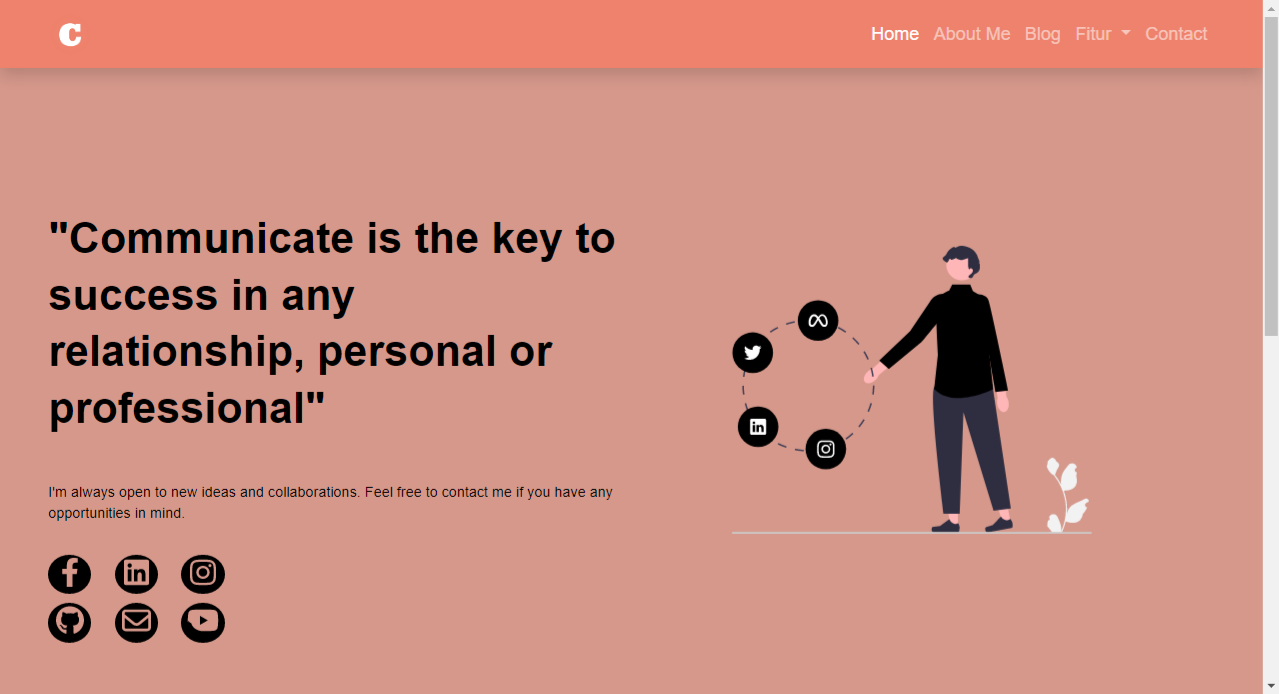 C
Home About Me Blog Fitur Contact
"Communicate is the key to
success in any
relationship, personal or
professional"
I'm always open to new ideas and collaborations. Feel free to contact me if you have any
opportunities in mind.